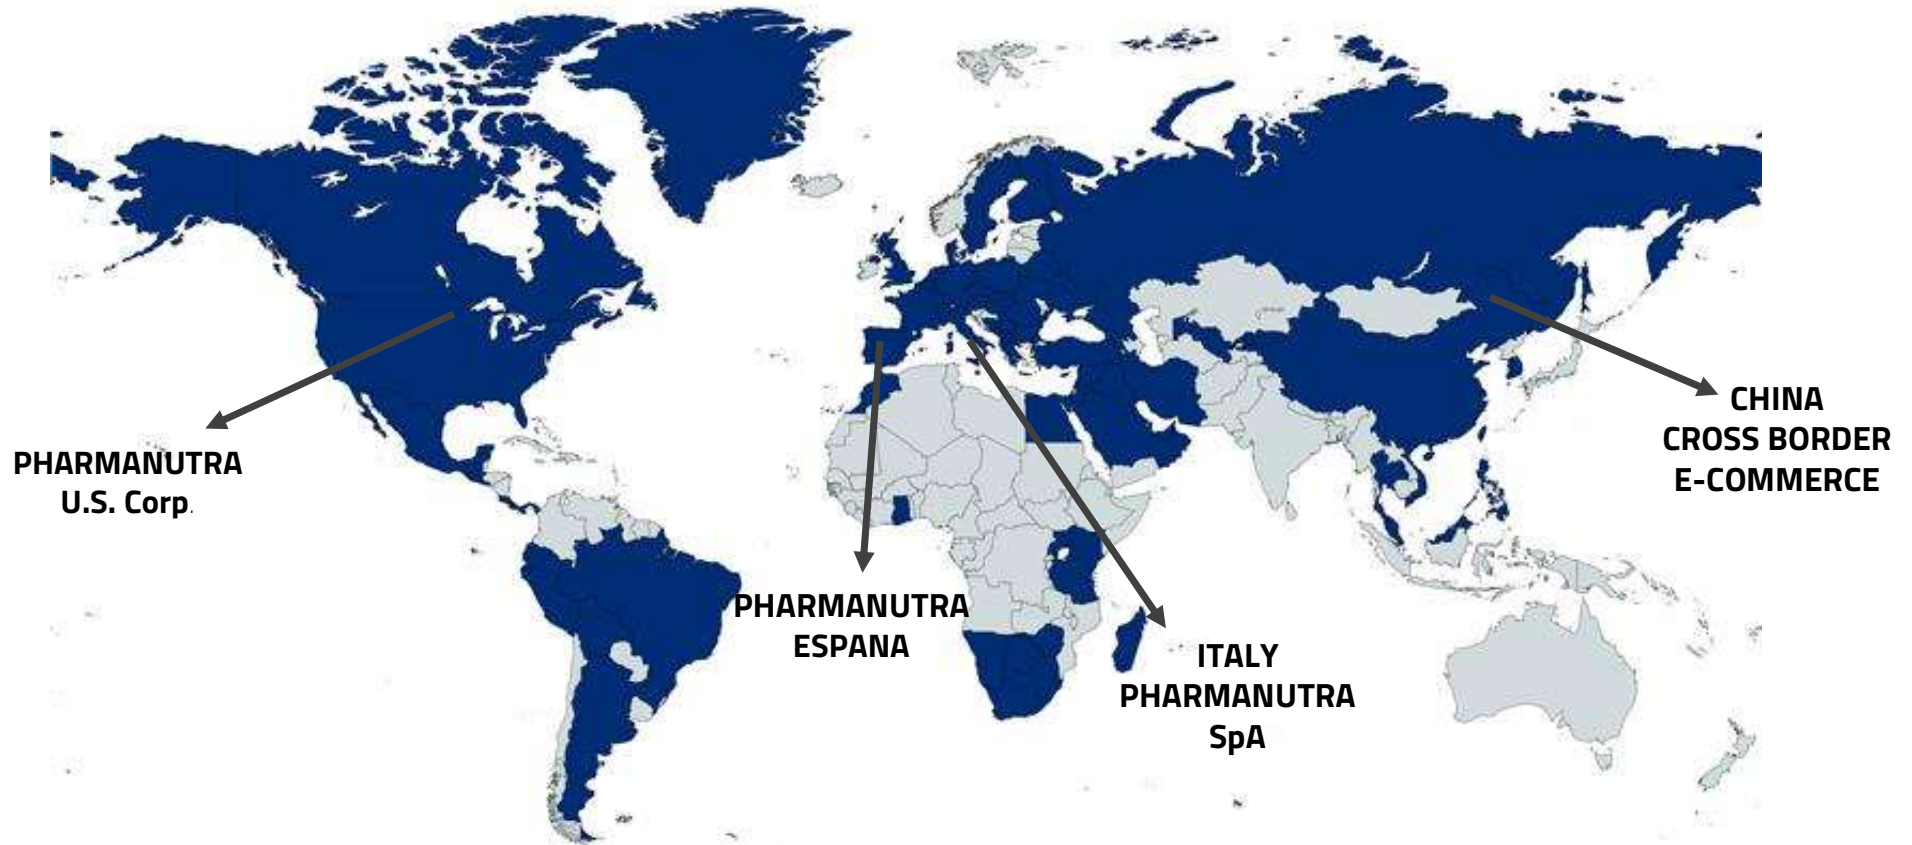 PHARMANUTRA
U.S. Corp.
PHARMANUTRA
ESPANA
ITALY
PHARMANUTRA
SpA
CHINA
CROSS BORDER
E-COMMERCE